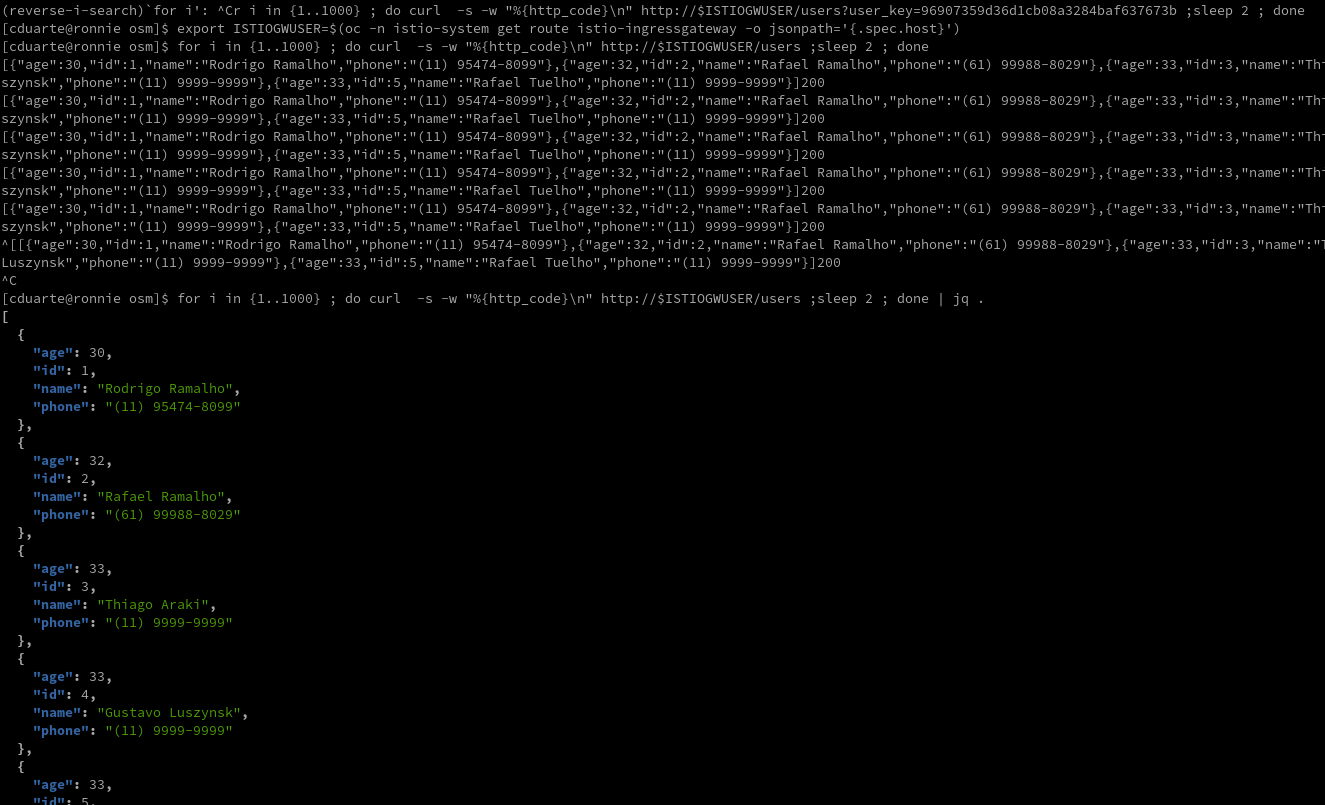 (reverse-i-search)`for i': ^Cr i in {1..1000} ; do curl  -s -w "%{http_code}\n" http://$ISTIOGWUSER/users?user_key=96907359d36d1cb08a3284baf637673b ;sleep 2 ; done
[cduarte@ronnie osm]$ export ISTIOGWUSER=$(oc -n istio-system get route istio-ingressgateway -o jsonpath='{.spec.host}')
[cduarte@ronnie osm]$ for i in {1..1000} ; do curl  -s -w "%{http_code}\n" http://$ISTIOGWUSER/users ;sleep 2 ; done
[{"age":30,"id":1,"name":"Rodrigo Ramalho","phone":"(11) 95474-8099"},{"age":32,"id":2,"name":"Rafael Ramalho","phone":"(61) 99988-8029"},{"age":33,"id":3,"name":"Thi
szynsk","phone":"(11) 9999-9999"},{"age":33,"id":5,"name":"Rafael Tuelho","phone":"(11) 9999-9999"}]200
[{"age":30,"id":1,"name":"Rodrigo Ramalho","phone":"(11) 95474-8099"},{"age":32,"id":2,"name":"Rafael Ramalho","phone":"(61) 99988-8029"},{"age":33,"id":3,"name":"Thi
szynsk","phone":"(11) 9999-9999"},{"age":33,"id":5,"name":"Rafael Tuelho","phone":"(11) 9999-9999"}]200
[{"age":30,"id":1,"name":"Rodrigo Ramalho","phone":"(11) 95474-8099"},{"age":32,"id":2,"name":"Rafael Ramalho","phone":"(61) 99988-8029"},{"age":33,"id":3,"name":"Thi
szynsk","phone":"(11) 9999-9999"},{"age":33,"id":5,"name":"Rafael Tuelho","phone":"(11) 9999-9999"}]200
[{"age":30,"id":1,"name":"Rodrigo Ramalho","phone":"(11) 95474-8099"},{"age":32,"id":2,"name":"Rafael Ramalho","phone":"(61) 99988-8029"},{"age":33,"id":3,"name":"Thi
szynsk","phone":"(11) 9999-9999"},{"age":33,"id":5,"name":"Rafael Tuelho","phone":"(11) 9999-9999"}]200
[{"age":30,"id":1,"name":"Rodrigo Ramalho","phone":"(11) 95474-8099"},{"age":32,"id":2,"name":"Rafael Ramalho","phone":"(61) 99988-8029"},{"age":33,"id":3,"name":"Thi
szynsk","phone":"(11) 9999-9999"},{"age":33,"id":5,"name":"Rafael Tuelho","phone":"(11) 9999-9999"}]200
^[[{"age":30,"id":1,"name":"Rodrigo Ramalho","phone":"(11) 95474-8099"},{"age":32,"id":2,"name":"Rafael Ramalho","phone":"(61) 99988-8029"},{"age":33,"id":3,"name":"T
Luszynsk","phone":"(11) 9999-9999"},{"age":33,"id":5,"name":"Rafael Tuelho","phone":"(11) 9999-9999"}]200
^C
[cduarte@ronnie osm]$ for i in {1..1000} ; do curl  -s -w "%{http_code}\n" http://$ISTIOGWUSER/users ;sleep 2 ; done | jq .
[
  {
    "age": 30,
    "id": 1,
    "name": "Rodrigo Ramalho",
    "phone": "(11) 95474-8099"
  },
  {
    "age": 32,
    "id": 2,
    "name": "Rafael Ramalho",
    "phone": "(61) 99988-8029"
  },
  {
    "age": 33,
    "id": 3,
    "name": "Thiago Araki",
    "phone": "(11) 9999-9999"
  },
  {
    "age": 33,
    "id": 4,
    "name": "Gustavo Luszynsk",
    "phone": "(11) 9999-9999"
  },
  {
    "age": 33,
    "id": 5,